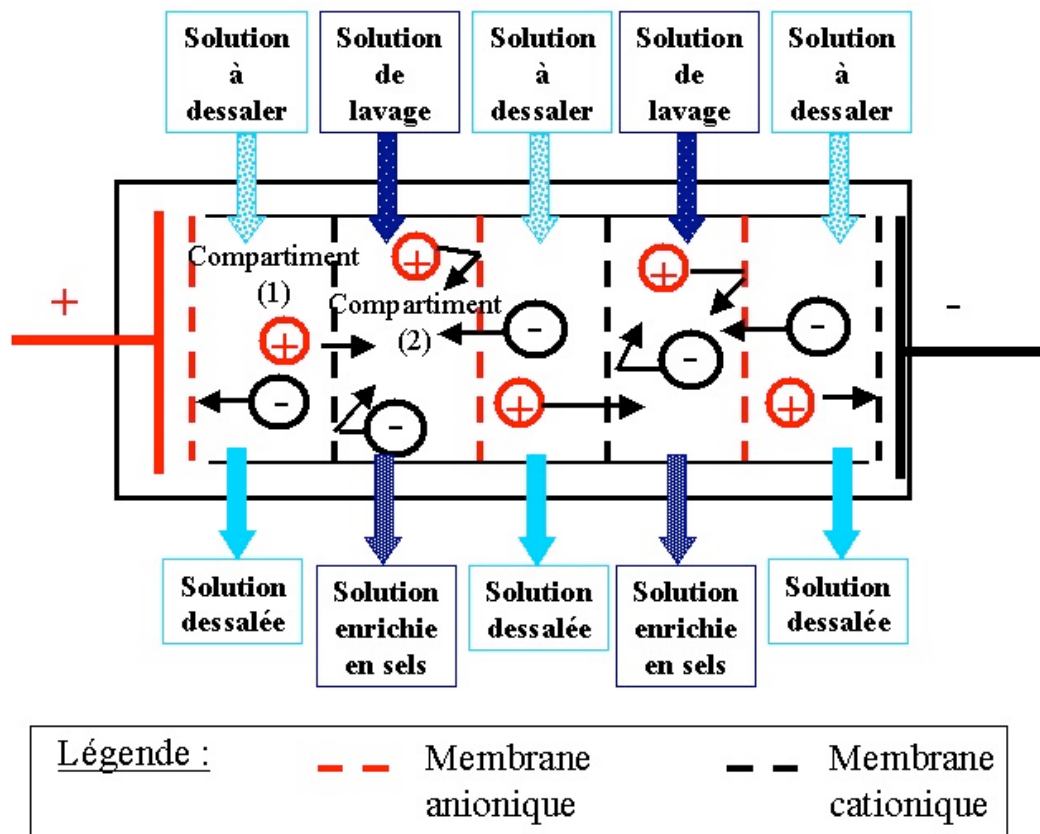 Solution
à
dessaler
Solution
de
lavage
Solution
à
dessaler
Solution
de
lavage
Solution
à
dessaler
+
-
Compartiment
(1)
+
Compartiment
(2)
+
-
-
-
+
+
-
-
+
Solution
dessalée
Solution
enrichie
en sels
Solution
dessalée
Solution
enrichie
en sels
Solution
dessalée
Légende :
Membrane
anionique
Membrane
cationique